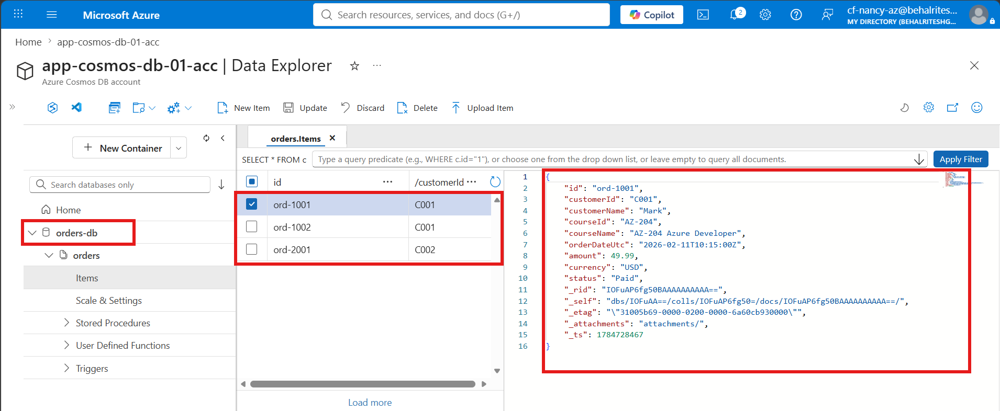 Microsoft Azure
Search resources, services, and docs (G+/)
Copilot
2
cf-nancy-az@behalrites...
MY DIRECTORY (BEHALRITESHG...
Home > app-cosmos-db-01-acc
app-cosmos-db-01-acc | Data Explorer
Azure Cosmos DB account
New Item
Update
Discard
Delete
Upload Item
New Container
orders.Items
SELECT * FROM c
Type a query predicate (e.g., WHERE c.id="1"), or choose one from the drop down list, or leave empty to query all documents.
Apply Filter
Search databases only
Home
orders-db
orders
Items
Scale & Settings
Stored Procedures
User Defined Functions
Triggers
id ... /customerId ...
ord-1001 C001
ord-1002 C001
ord-2001 C002
Load more
1 {
2 "id": "ord-1001",
3 "customerId": "C001",
4 "customerName": "Mark",
5 "courseId": "AZ-204",
6 "courseName": "AZ-204 Azure Developer",
7 "orderDateUtc": "2026-02-11T10:15:00Z",
8 "amount": 49.99,
9 "currency": "USD",
10 "status": "Paid",
11 "_rid": "IOFuAP6fg50BAAAAAAAAAA==",
12 "_self": "dbs/IOFuAA==/colls/IOFuAP6fg50=/docs/IOFuAP6fg50BAAAAAAAAAA==/",
13 "_etag": "\"31005b69-0000-0200-0000-6a60cb930000\"",
14 "_attachments": "attachments/",
15 "_ts": 1784728467
16 }